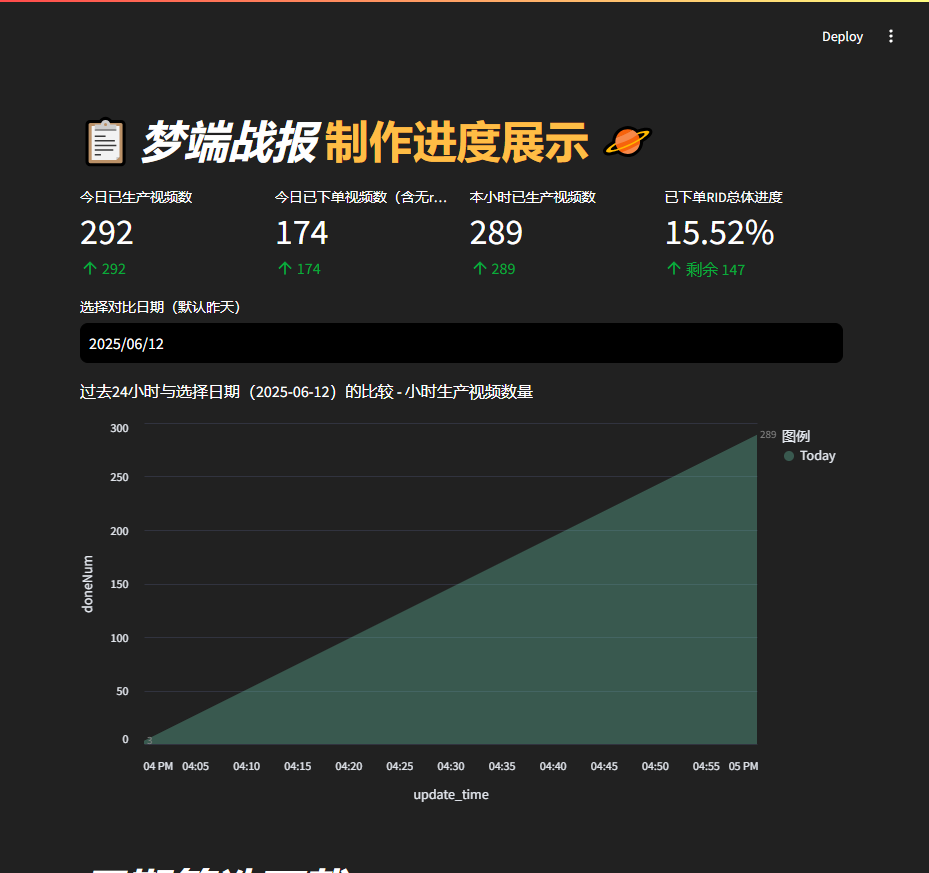 Deploy
梦端战报 制作进度展示
今日已生产视频数
292
292
今日已下单视频数（含无r...
174
174
本小时已生产视频数
289
289
已下单RID总体进度
15.52%
剩余 147
选择对比日期（默认昨天）
2025/06/12
过去24小时与选择日期（2025-06-12）的比较 - 小时生产视频数量
300
250
200
150
100
50
0
doneNum
3
289
图例
Today
04 PM 04:05 04:10 04:15 04:20 04:25 04:30 04:35 04:40 04:45 04:50 04:55 05 PM
update_time